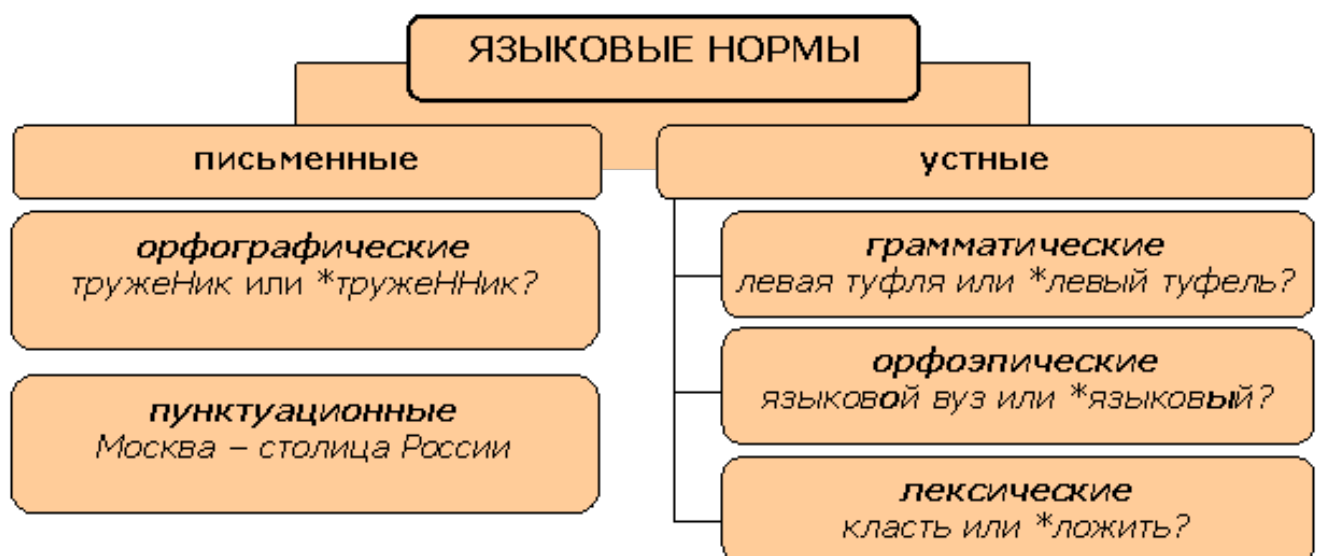 ЯЗЫКОВЫЕ НОРМЫ
письменные
орфографические
тружеНик или *тружеННик?
пунктуационные
Москва – столица России
устные
грамматические
левая туфля или *левый туфель?
орфоэпические
языковой вуз или *языковый?
лексические
класть или *ложить?